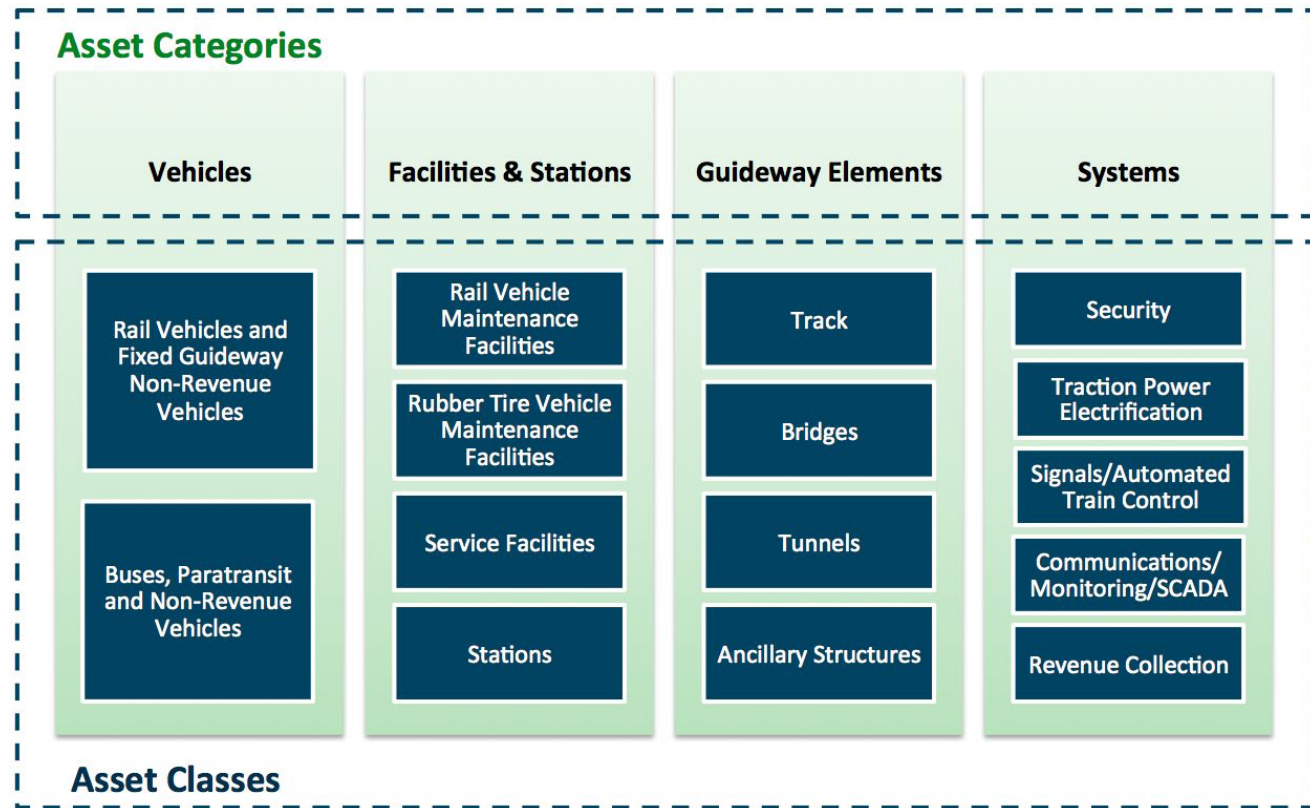 Asset Categories
Vehicles
Facilities & Stations
Guideway Elements
Systems
Rail Vehicles and
Fixed Guideway
Non-Revenue
Vehicles
Buses, Paratransit
and Non-Revenue
Vehicles
Rail Vehicle
Maintenance
Facilities
Rubber Tire Vehicle
Maintenance
Facilities
Service Facilities
Stations
Track
Bridges
Tunnels
Ancillary Structures
Security
Traction Power
Electrification
Signals/Automated
Train Control
Communications/
Monitoring/SCADA
Revenue Collection
Asset Classes